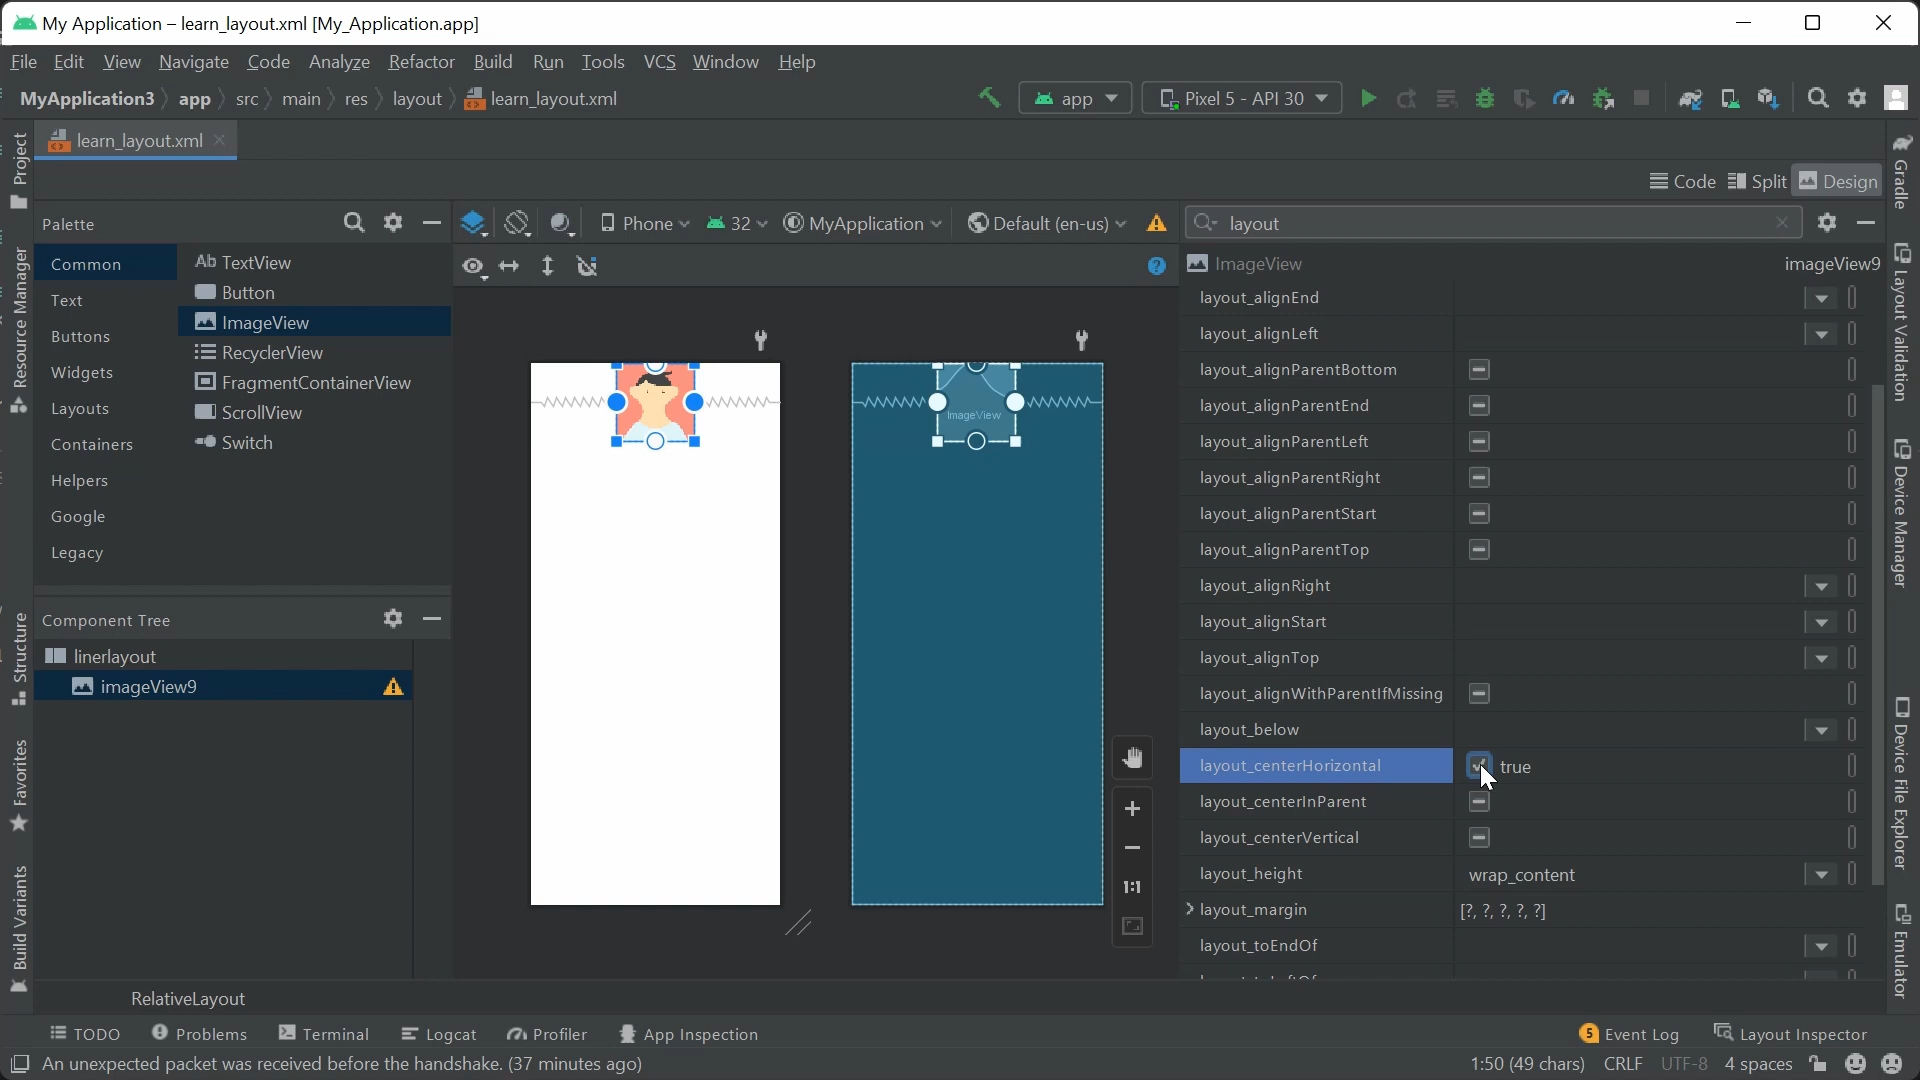 My Application – learn_layout.xml [My_Application.app]
File Edit View Navigate Code Analyze Refactor Build Run Tools VCS Window Help
MyApplication3 app src main res layout learn_layout.xml
app Pixel 5 - API 30
learn_layout.xml
Code Split Design
Palette
Phone 32 MyApplication Default (en-us)
layout
Common
Text
Buttons
Widgets
Layouts
Containers
Helpers
Google
Legacy
Ab TextView
Button
ImageView
RecyclerView
FragmentContainerView
ScrollView
Switch
ImageView
ImageView imageView9
layout_alignEnd
layout_alignLeft
layout_alignParentBottom
layout_alignParentEnd
layout_alignParentLeft
layout_alignParentRight
layout_alignParentStart
layout_alignParentTop
layout_alignRight
layout_alignStart
layout_alignTop
layout_alignWithParentIfMissing
layout_below
layout_centerHorizontal true
layout_centerInParent
layout_centerVertical
layout_height wrap_content
layout_margin [?, ?, ?, ?, ?]
layout_toEndOf
1:1
Component Tree
linerlayout
imageView9
RelativeLayout
Project
Resource Manager
Structure
Favorites
Build Variants
Gradle
Layout Validation
Device Manager
Device File Explorer
Emulator
TODO Problems Terminal Logcat Profiler App Inspection 5 Event Log Layout Inspector
An unexpected packet was received before the handshake. (37 minutes ago) 1:50 (49 chars) CRLF UTF-8 4 spaces